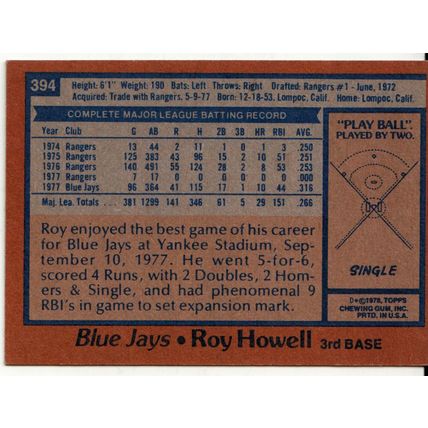 394
Height: 6'1" Weight: 190 Bats: Left Throws: Right Drafted: Rangers #1 - June, 1972
Acquired: Trade with Rangers. 5-9-77 Born: 12-18-53. Lompoc, Calif. Home: Lompoc, Calif.
COMPLETE MAJOR LEAGUE BATTING RECORD
Year Club G AB R H 2B 3B HR RBI AVG.
1974 Rangers 13 44 2 11 1 0 1 3 .250
1975 Rangers 125 383 43 96 15 2 10 51 .251
1976 Rangers 140 491 55 124 28 2 8 53 .253
1977 Rangers 7 17 0 0 0 0 0 0 .000
1977 Blue Jays 96 364 41 115 17 1 10 44 .316
Maj. Lea. Totals . . . 381 1299 141 346 61 5 29 151 .266
Roy enjoyed the best game of his career
for Blue Jays at Yankee Stadium, Sep-
tember 10, 1977. He went 5-for-6,
scored 4 Runs, with 2 Doubles, 2 Hom-
ers & Single, and had phenomenal 9
RBI's in game to set expansion mark.
"PLAY BALL".
PLAYED BY TWO.
SINGLE
D★©1978, TOPPS
CHEWING GUM, INC.
PRTD. IN U.S.A.
Blue Jays • Roy Howell 3rd BASE